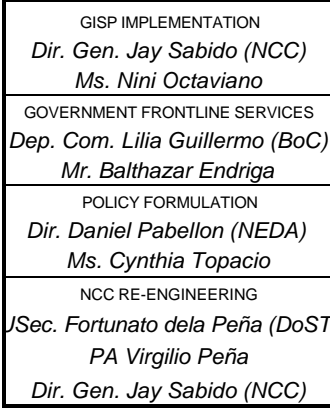 GISP IMPLEMENTATION
Dir. Gen. Jay Sabido (NCC)
Ms. Nini Octaviano
GOVERNMENT FRONTLINE SERVICES
Dep. Com. Lilia Guillermo (BoC)
Mr. Balthazar Endriga
POLICY FORMULATION
Dir. Daniel Pabellon (NEDA)
Ms. Cynthia Topacio
NCC RE-ENGINEERING
USec. Fortunato dela Peña (DoST
PA Virgilio Peña
Dir. Gen. Jay Sabido (NCC)